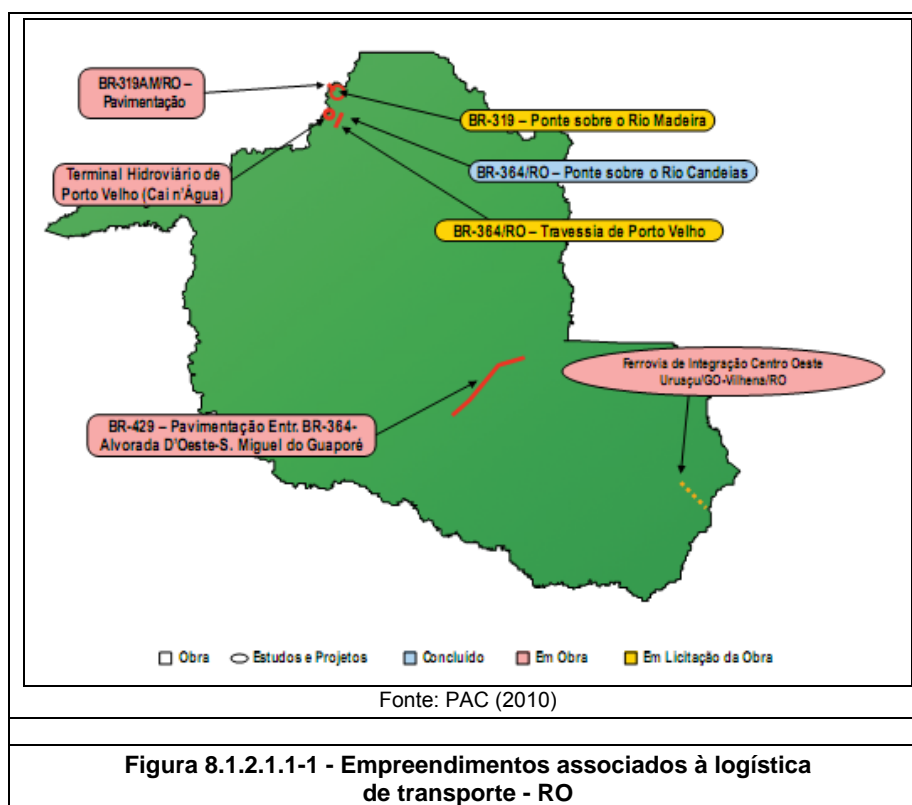 BR-319AM/RO –
Pavimentação
BR-319 – Ponte sobre o Rio Madeira
BR-364/RO – Ponte sobre o Rio Candeias
Terminal Hidroviário de
Porto Velho (Cai n'Água)
BR-364/RO – Travessia de Porto Velho
Ferrovia de Integração Centro Oeste
Uruaçu/GO-Vilhena/RO
BR-429 – Pavimentação Entr. BR-364-
Alvorada D'Oeste-S. Miguel do Guaporé
Obra Estudos e Projetos Concluído Em Obra Em Licitação da Obra
Fonte: PAC (2010)
Figura 8.1.2.1.1-1 - Empreendimentos associados à logística
de transporte - RO